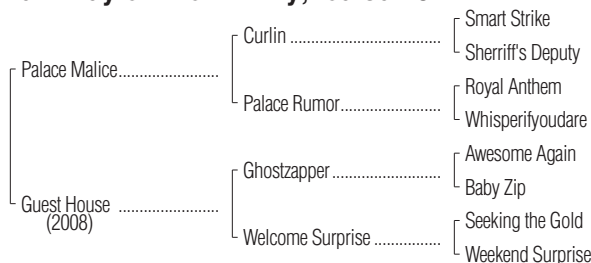 Curlin ................................
Smart Strike
Sherriff's Deputy
Palace Malice.....................
Palace Rumor.....................
Royal Anthem
Whisperifyoudare
Ghostzapper ......................
Awesome Again
Baby Zip
Guest House .....................
(2008)
Welcome Surprise ..............
Seeking the Gold
Weekend Surprise